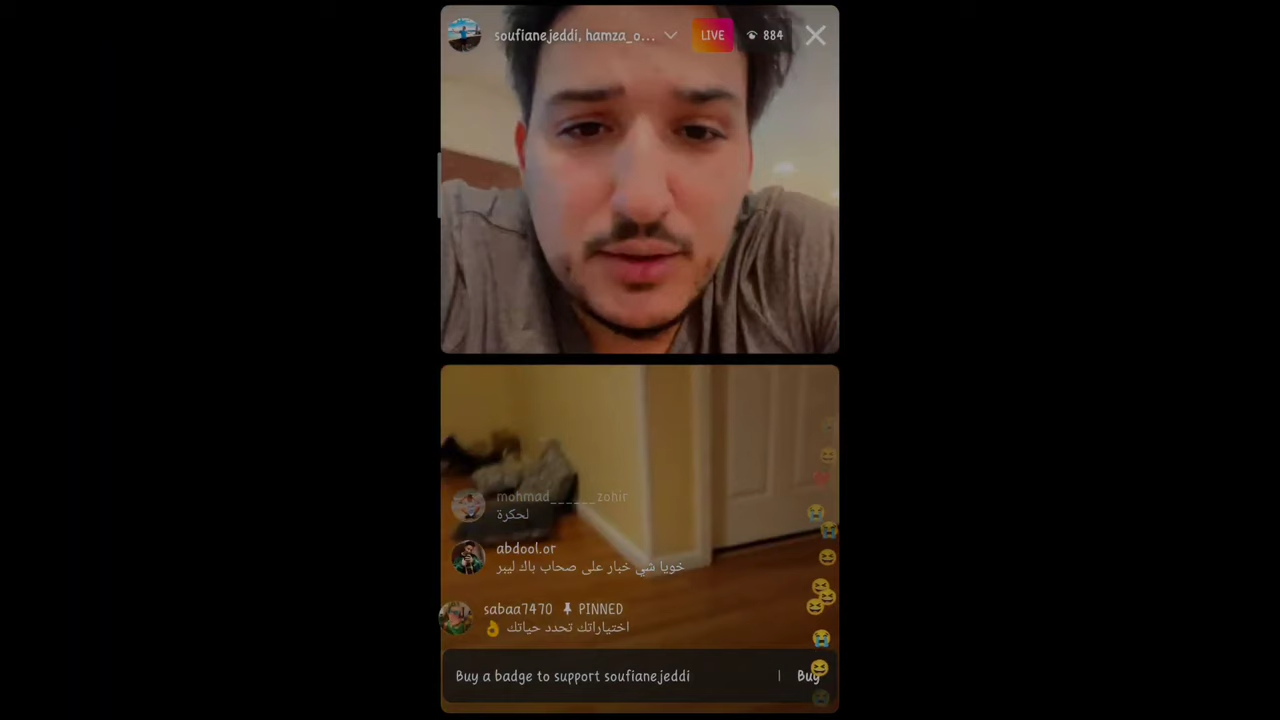 soufianejeddi, hamza_o... LIVE 884
mohmad______zohir
لحكرة
abdool.or
خويا شي خبار على صحاب باك ليبر
sabaa7470 PINNED
اختياراتك تحدد حياتك 👌
Buy a badge to support soufianejeddi | Buy